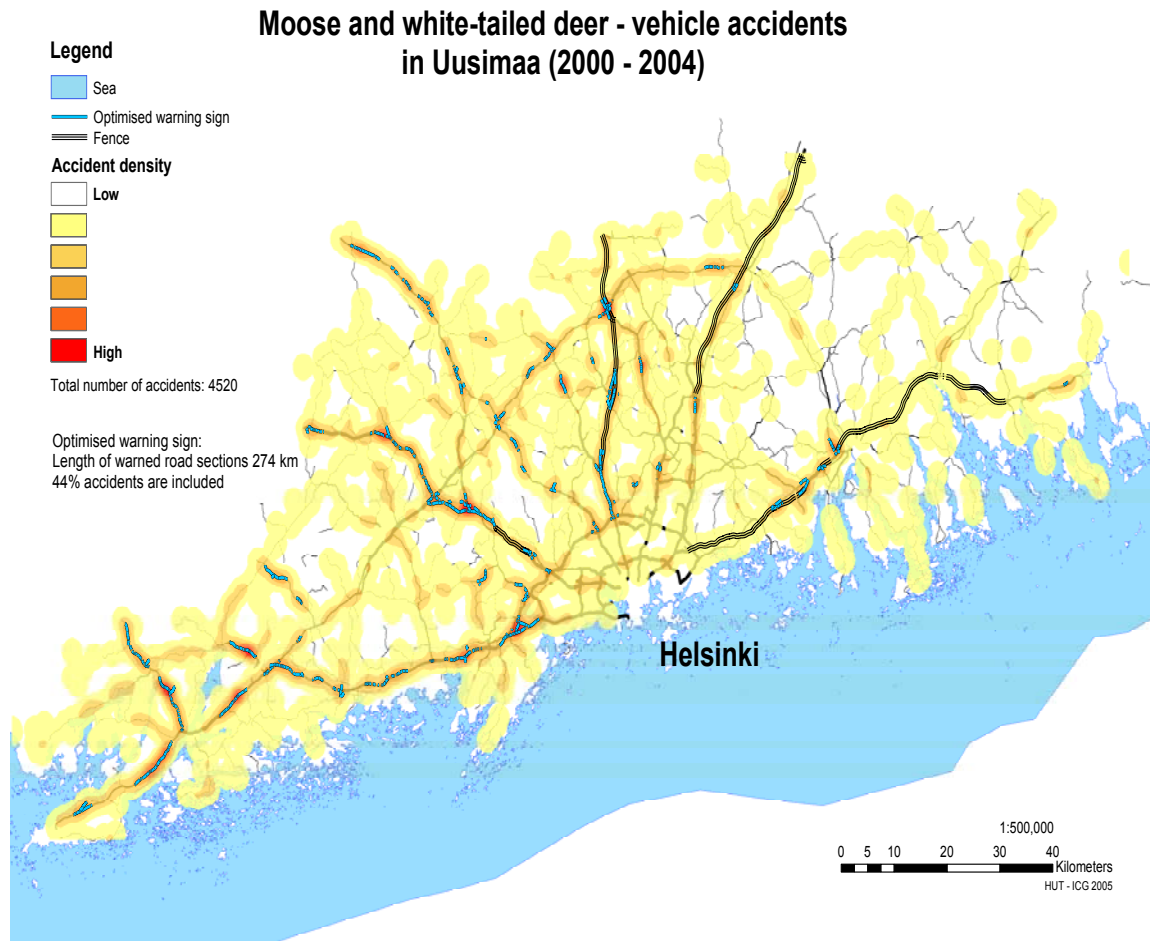 Moose and white-tailed deer - vehicle accidents
in Uusimaa (2000 - 2004)
Legend
Sea
Optimised warning sign
Fence
Accident density
Low
High
Total number of accidents: 4520
Optimised warning sign:
Length of warned road sections 274 km
44% accidents are included
Helsinki
1:500,000
0 5 10 20 30 40
Kilometers
HUT - ICG 2005